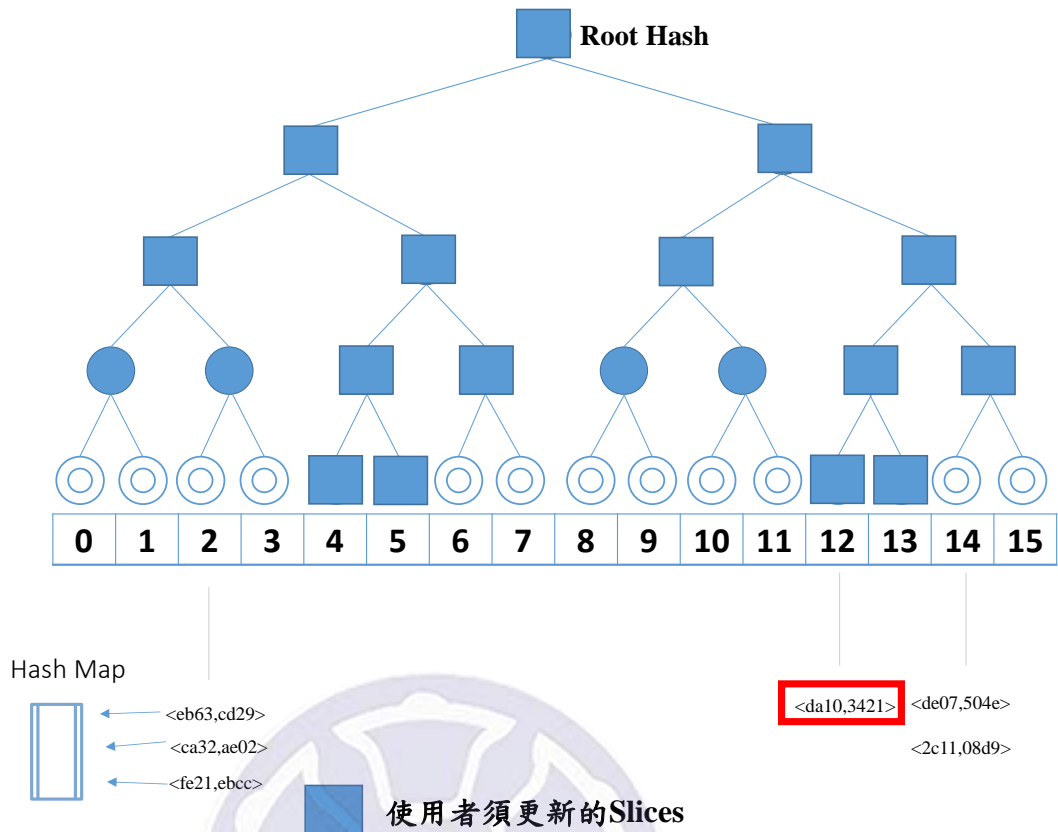 Root Hash
0 1 2 3 4 5 6 7 8 9 10 11 12 13 14 15
Hash Map
<eb63,cd29>
<ca32,ae02>
<fe21,ebcc>
<da10,3421> <de07,504e>
<2c11,08d9>
使用者須更新的Slices